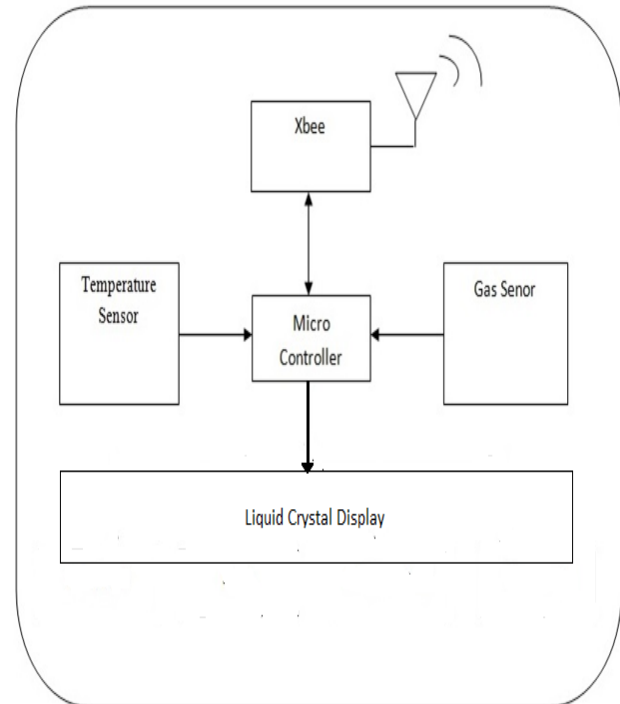 Xbee
Temperature
Sensor
Micro
Controller
Gas Senor
Liquid Crystal Display